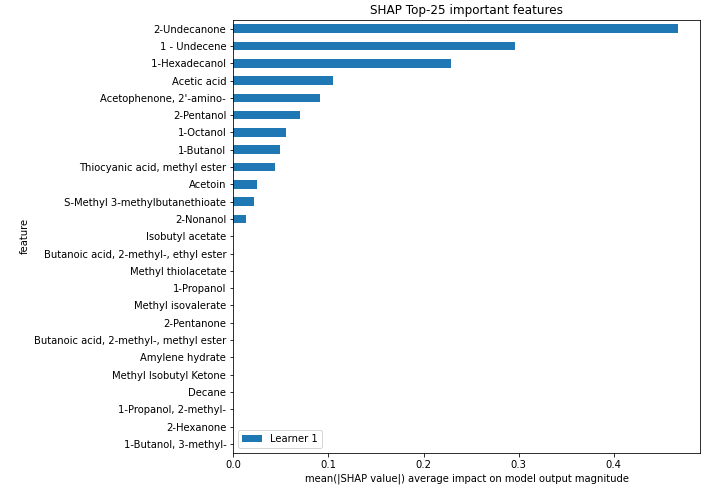 SHAP Top-25 important features
2-Undecanone
1 - Undecene
1-Hexadecanol
Acetic acid
Acetophenone, 2'-amino-
2-Pentanol
1-Octanol
1-Butanol
Thiocyanic acid, methyl ester
Acetoin
S-Methyl 3-methylbutanethioate
2-Nonanol
Isobutyl acetate
Butanoic acid, 2-methyl-, ethyl ester
Methyl thiolacetate
1-Propanol
Methyl isovalerate
2-Pentanone
Butanoic acid, 2-methyl-, methyl ester
Amylene hydrate
Methyl Isobutyl Ketone
Decane
1-Propanol, 2-methyl-
2-Hexanone
1-Butanol, 3-methyl-
feature
Learner 1
0.0 0.1 0.2 0.3 0.4
mean(|SHAP value|) average impact on model output magnitude